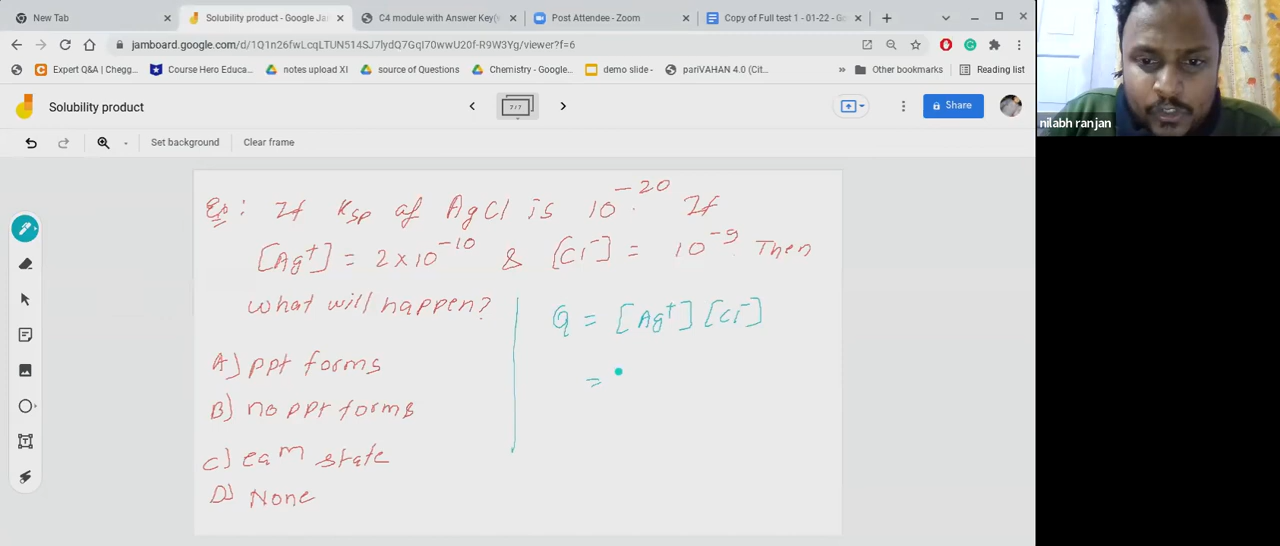 New Tab
Solubility product - Google Ja
C4 module with Answer Key(
Post Attendee - Zoom
Copy of Full test 1 - 01-22 - Go
jamboard.google.com/d/1Q1n26fwLcqLTUN514SJ7lydQ7GqI70wwU20f-R9W3Yg/viewer?f=6
Expert Q&A | Chegg...
Course Hero Educa...
notes upload XI
source of Questions
Chemistry - Google...
demo slide -
pariVAHAN 4.0 (Cit...
Other bookmarks
Reading list
Solubility product
7/7
Share
nilabh ranjan
Set background
Clear frame
Ex: If Ksp of AgCl is 10⁻²⁰. If
[Ag⁺] = 2×10⁻¹⁰ & [Cl⁻] = 10⁻⁹. Then
What will happen?
A) ppt forms
B) no ppt forms
C) eqm state
D) None
Q = [Ag⁺][Cl⁻]
=